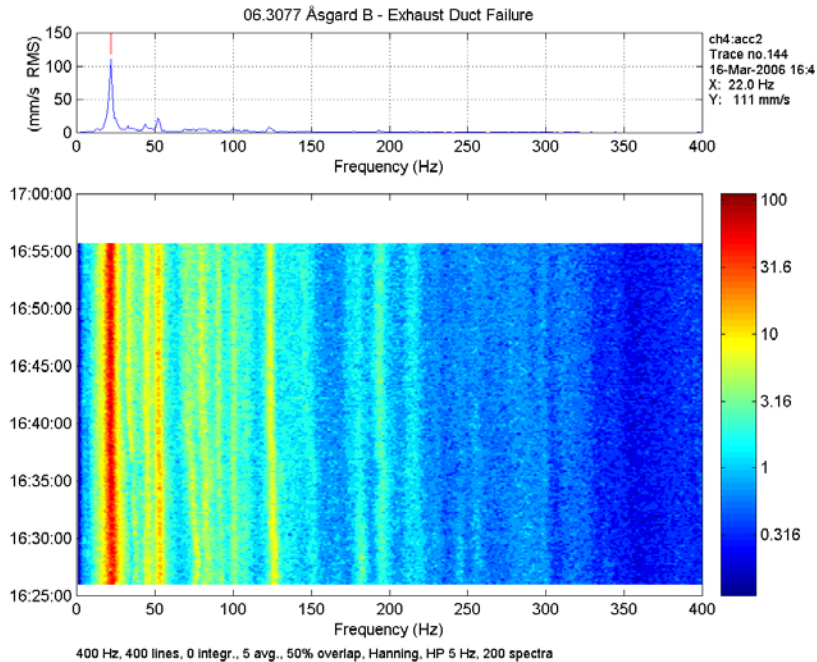 06.3077 Åsgard B - Exhaust Duct Failure
(mm/s RMS)
150
100
50
0
0 50 100 150 200 250 300 350 400
Frequency (Hz)
ch4:acc2
Trace no.144
16-Mar-2006 16:4
X: 22.0 Hz
Y: 111 mm/s
17:00:00
16:55:00
16:50:00
16:45:00
16:40:00
16:35:00
16:30:00
16:25:00
0 50 100 150 200 250 300 350 400
Frequency (Hz)
100
31.6
10
3.16
1
0.316
400 Hz, 400 lines, 0 integr., 5 avg., 50% overlap, Hanning, HP 5 Hz, 200 spectra